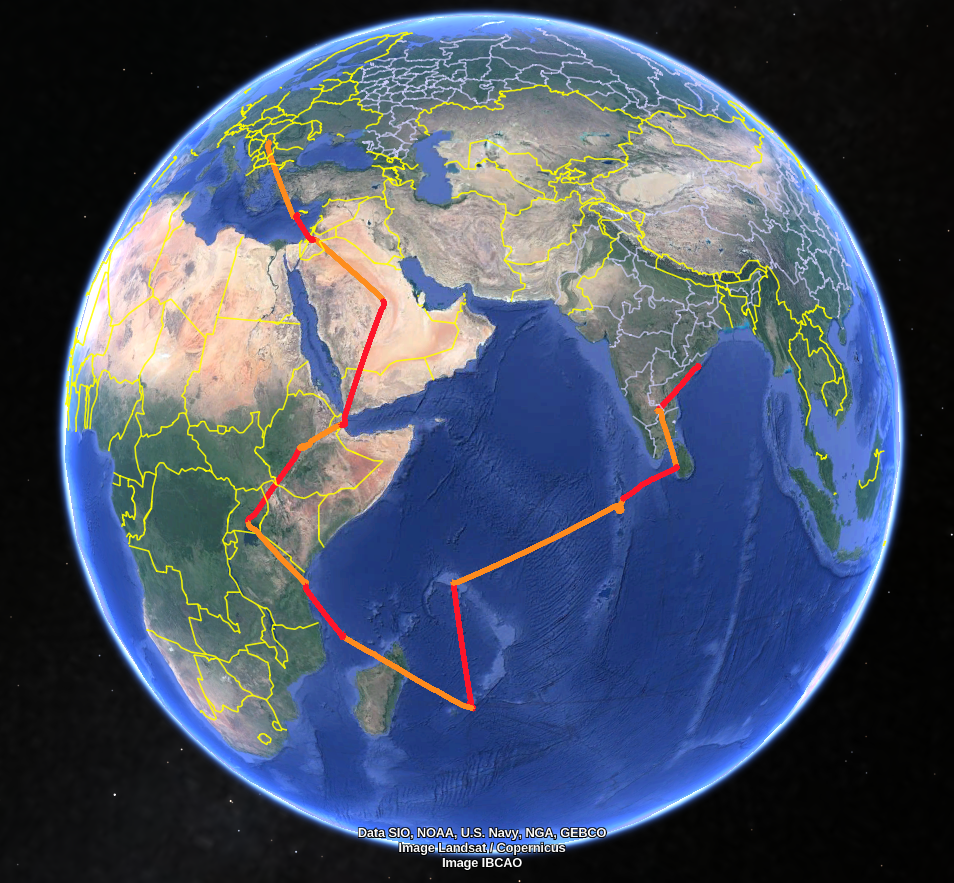 Data SIO, NOAA, U.S. Navy, NGA, GEBCO
Image Landsat / Copernicus
Image IBCAO